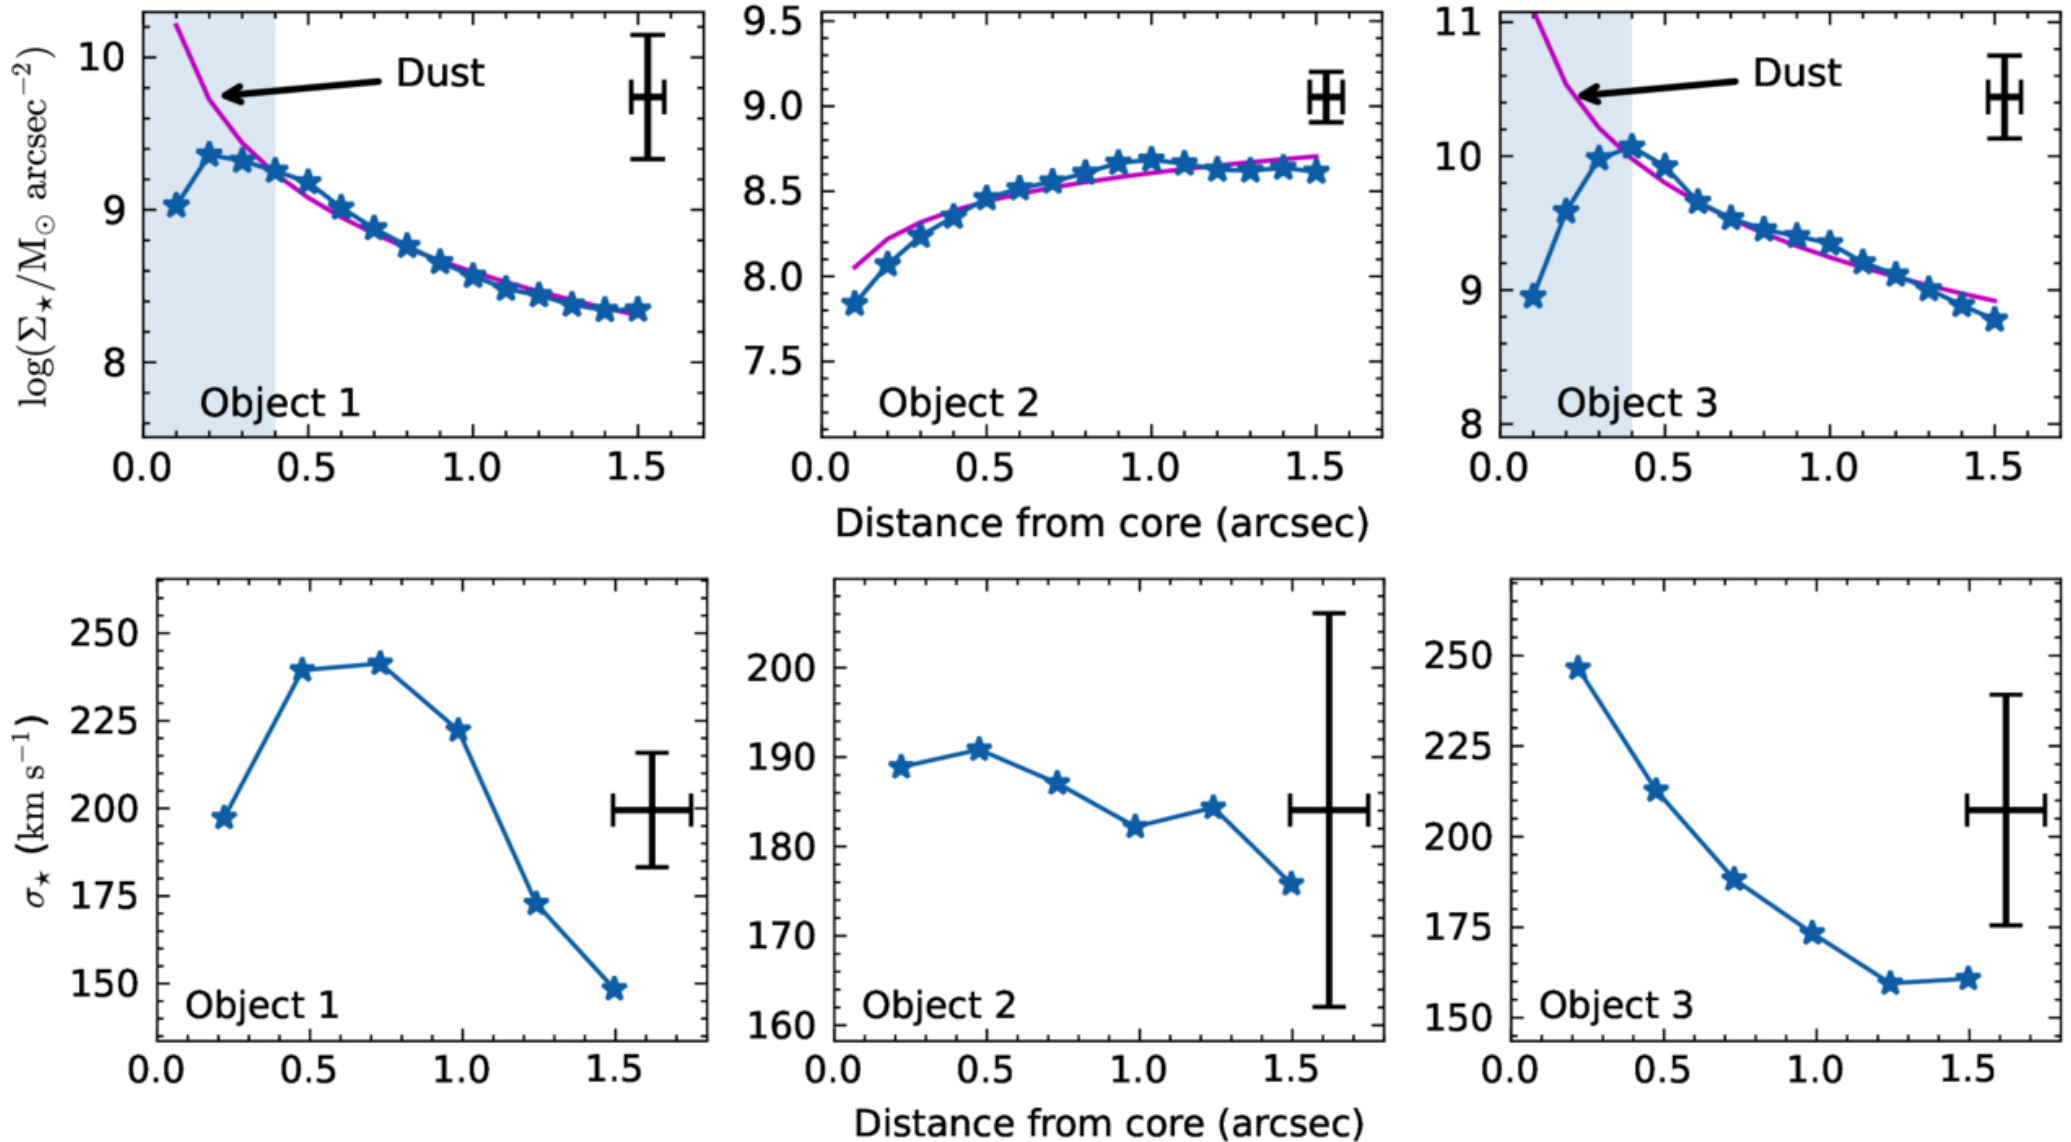 log(Σ⋆/M⊙ arcsec⁻²)
10
9
8
Dust
Object 1
0.0 0.5 1.0 1.5
9.5
9.0
8.5
8.0
7.5
Object 2
0.0 0.5 1.0 1.5
11
10
9
8
Dust
Object 3
0.0 0.5 1.0 1.5
Distance from core (arcsec)
σ⋆ (km s⁻¹)
250
225
200
175
150
Object 1
0.0 0.5 1.0 1.5
200
190
180
170
160
Object 2
0.0 0.5 1.0 1.5
250
225
200
175
150
Object 3
0.0 0.5 1.0 1.5
Distance from core (arcsec)